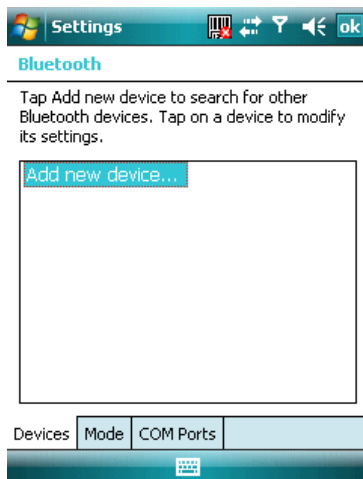 Settings
ok
Bluetooth
Tap Add new device to search for other
Bluetooth devices. Tap on a device to modify
its settings.
Add new device...
Devices Mode COM Ports